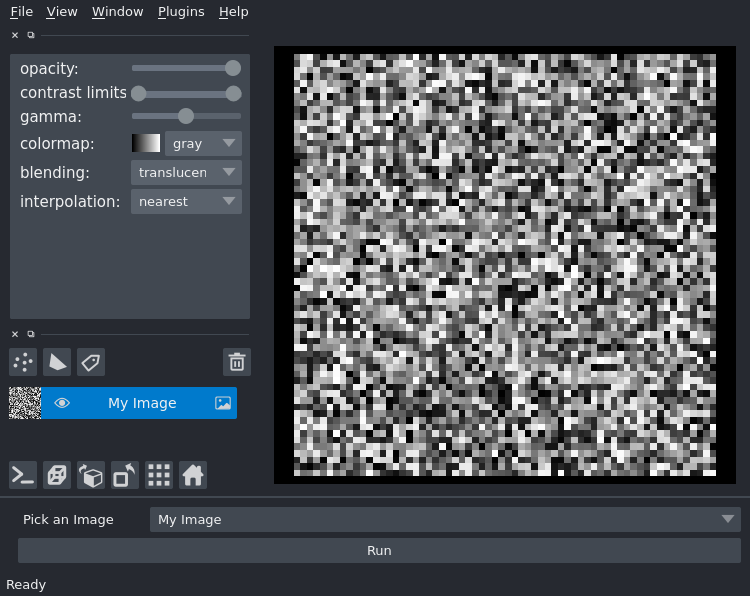 File View Window Plugins Help
opacity:
contrast limits
gamma:
colormap: gray
blending: translucen
interpolation: nearest
My Image
Pick an Image My Image
Run
Ready